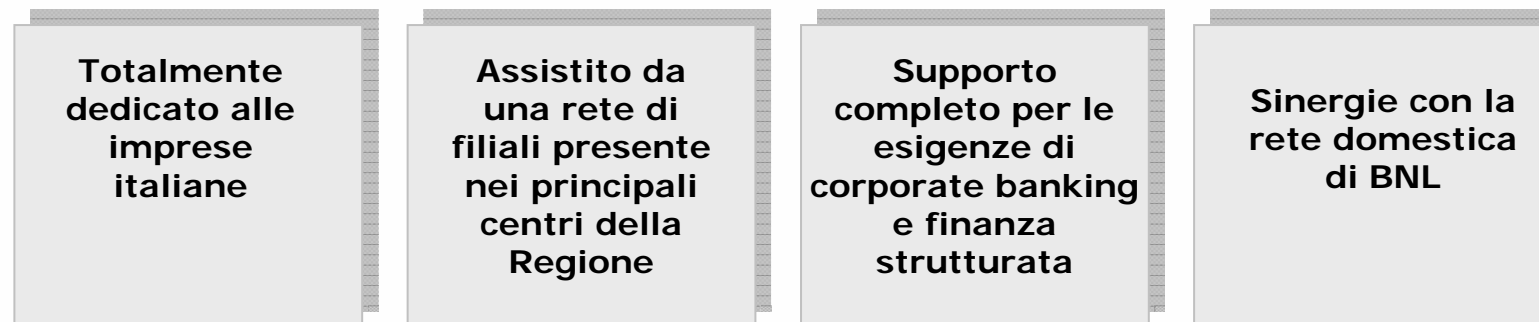 Totalmente
dedicato alle
imprese
italiane
Assistito da
una rete di
filiali presente
nei principali
centri della
Regione
Supporto
completo per le
esigenze di
corporate banking
e finanza
strutturata
Sinergie con la
rete domestica
di BNL